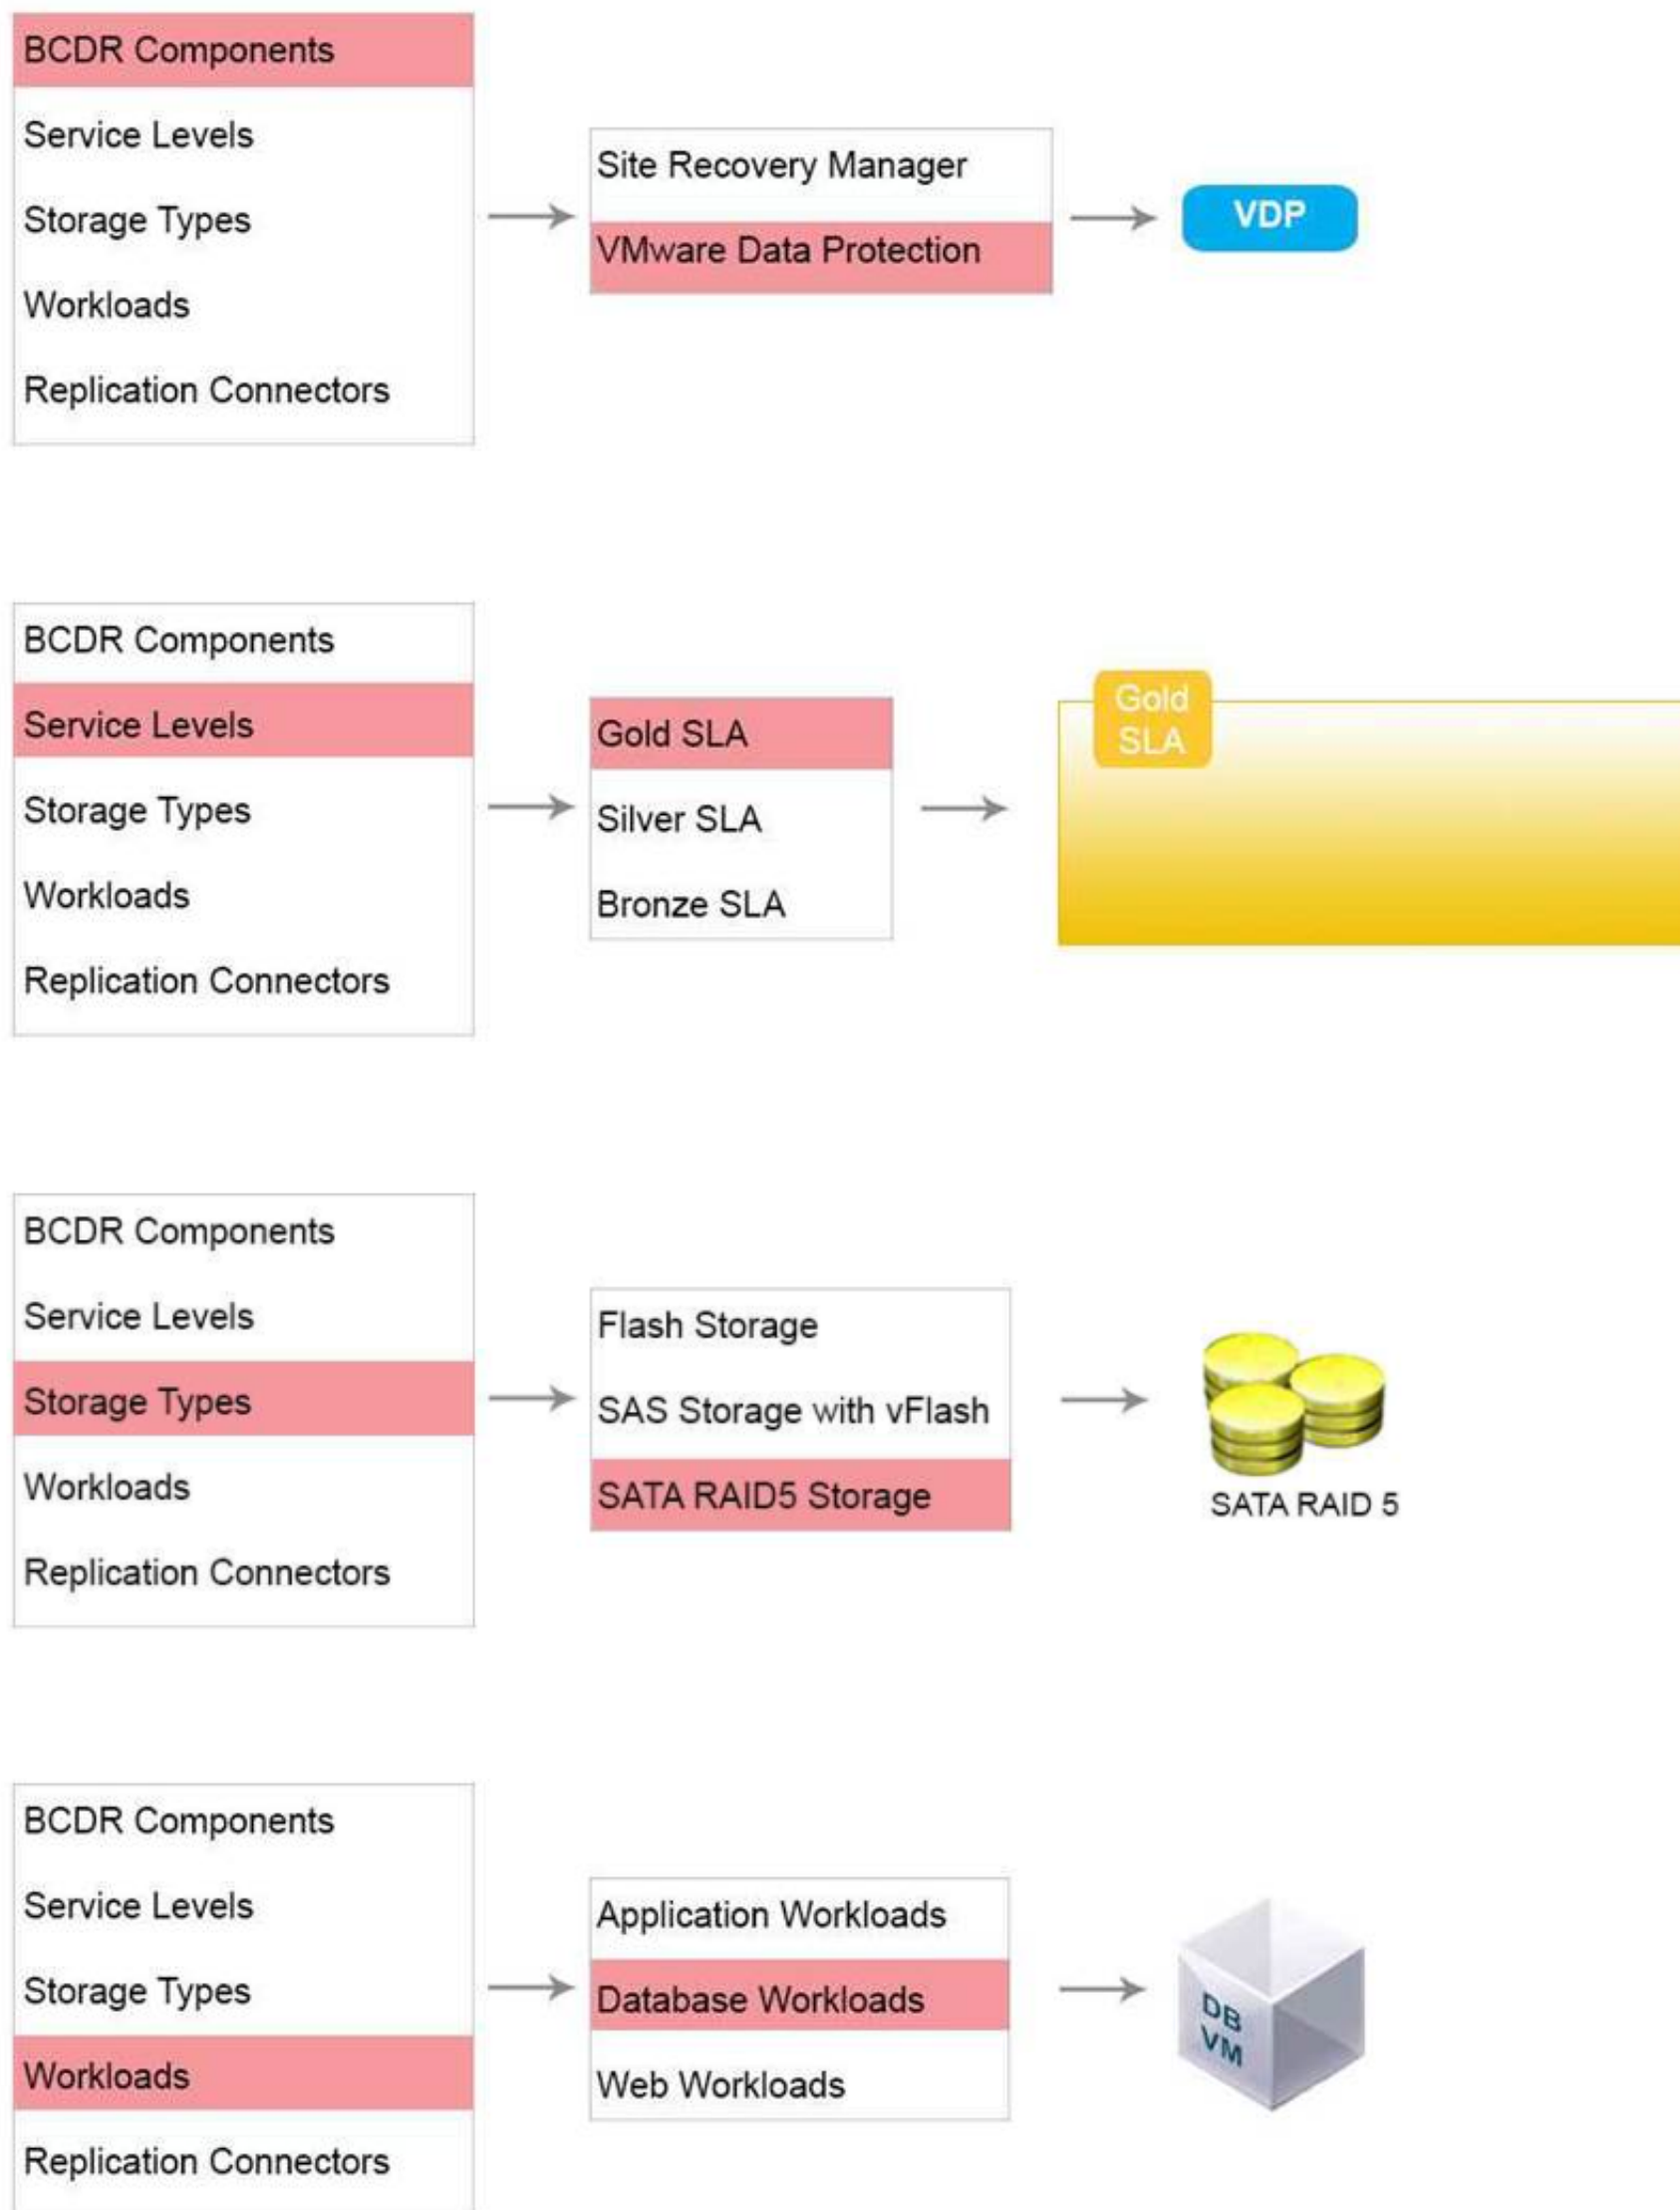 BCDR Components
Service Levels
Storage Types
Workloads
Replication Connectors
Site Recovery Manager
VMware Data Protection
VDP
BCDR Components
Service Levels
Storage Types
Workloads
Replication Connectors
Gold SLA
Silver SLA
Bronze SLA
Gold
SLA
BCDR Components
Service Levels
Storage Types
Workloads
Replication Connectors
Flash Storage
SAS Storage with vFlash
SATA RAID5 Storage
SATA RAID 5
BCDR Components
Service Levels
Storage Types
Workloads
Replication Connectors
Application Workloads
Database Workloads
Web Workloads
DB
VM